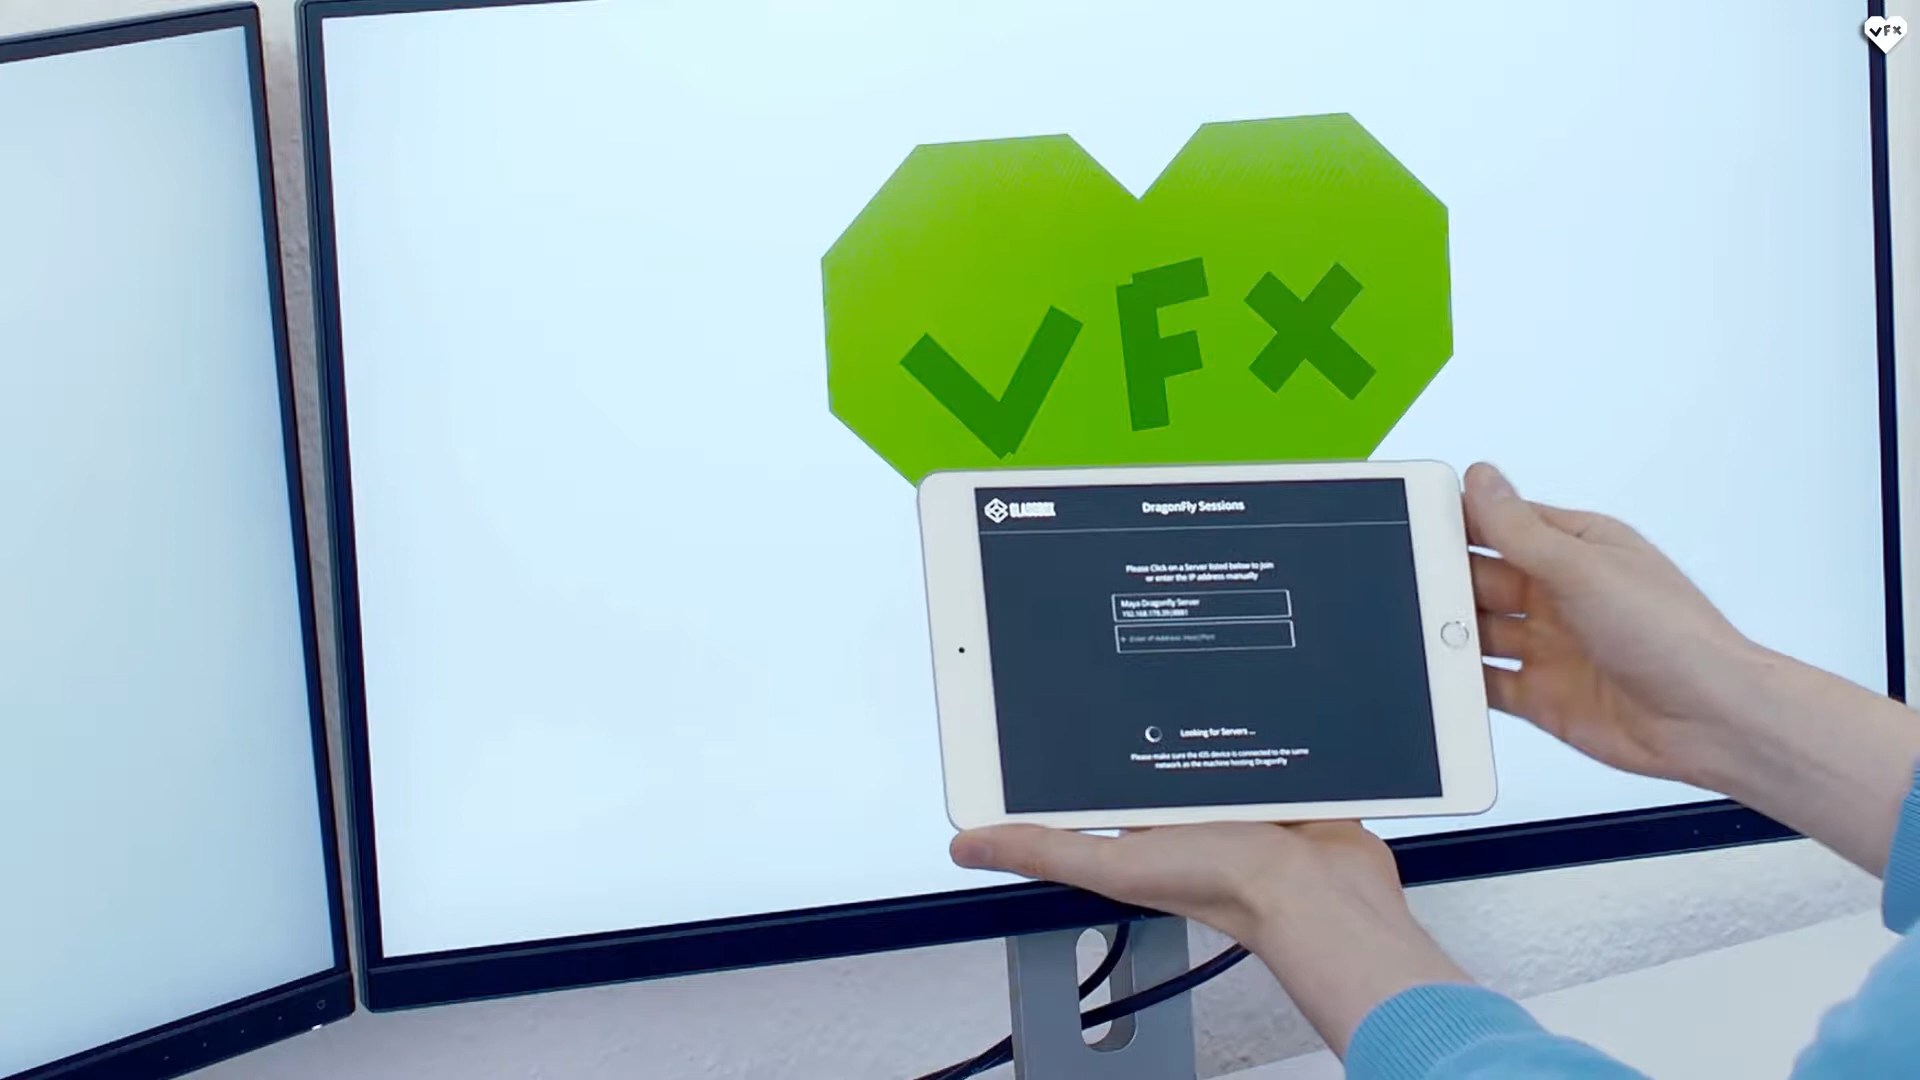 VFX
VFX
GLASSBOX
DragonFly Sessions
Please Click on a Server listed below to join
or enter the IP address manually
Maya Dragonfly Server
Looking for Servers ...
Please make sure the iOS device is connected to the same
network as the machine hosting DragonFly